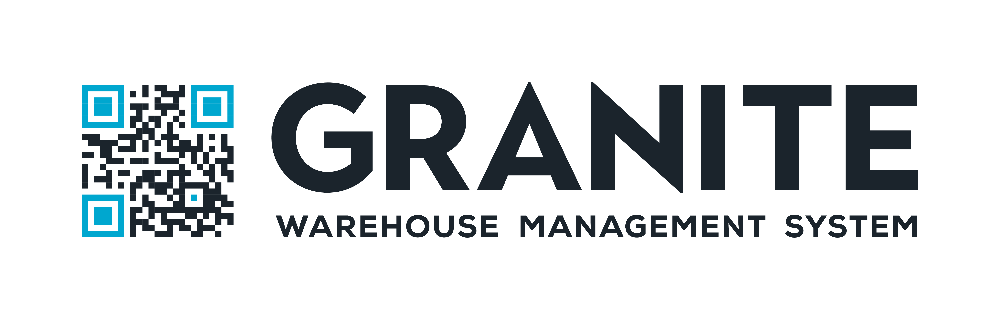 GRANITE
WAREHOUSE MANAGEMENT SYSTEM